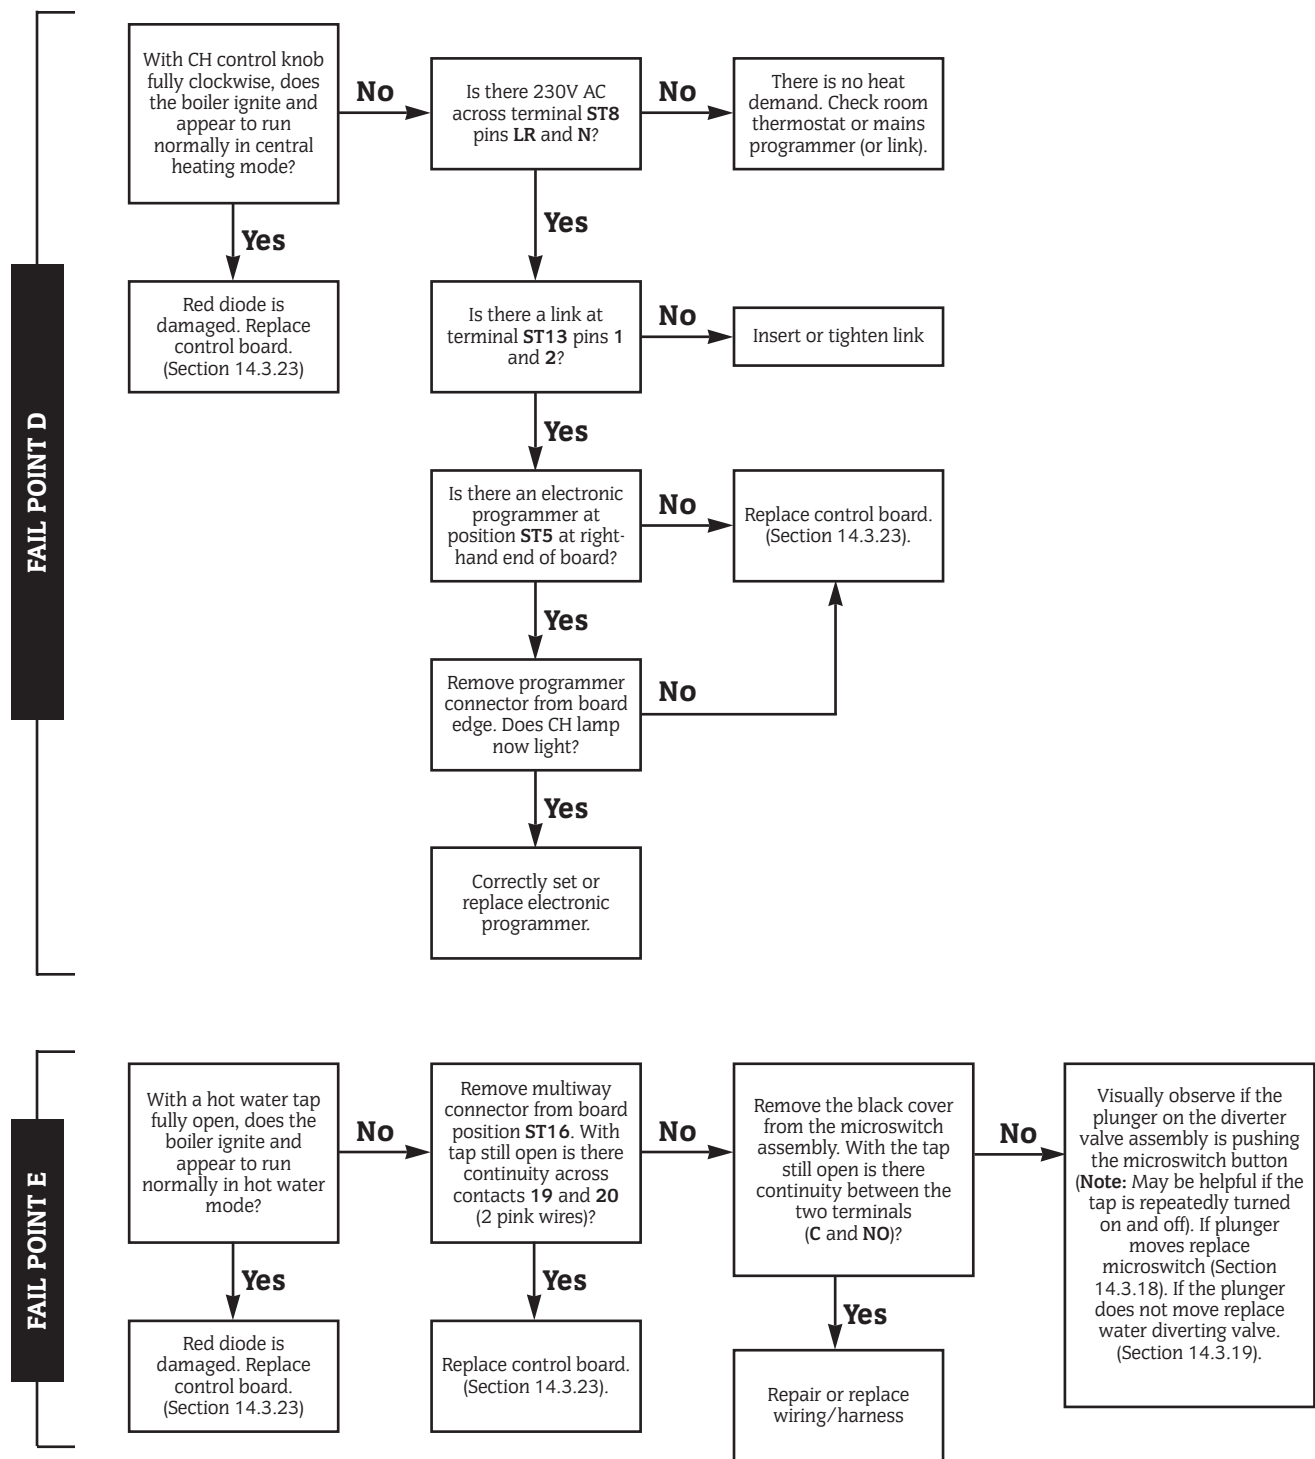 FAIL POINT D
With CH control knob
fully clockwise, does
the boiler ignite and
appear to run
normally in central
heating mode?
No
Is there 230V AC
across terminal ST8
pins LR and N?
No
There is no heat
demand. Check room
thermostat or mains
programmer (or link).
Yes
Yes
Red diode is
damaged. Replace
control board.
(Section 14.3.23)
Is there a link at
terminal ST13 pins 1
and 2?
No
Insert or tighten link
Yes
Is there an electronic
programmer at
position ST5 at right-
hand end of board?
No
Replace control board.
(Section 14.3.23).
Yes
Remove programmer
connector from board
edge. Does CH lamp
now light?
No
Yes
Correctly set or
replace electronic
programmer.
FAIL POINT E
With a hot water tap
fully open, does the
boiler ignite and
appear to run
normally in hot water
mode?
No
Remove multiway
connector from board
position ST16. With
tap still open is there
continuity across
contacts 19 and 20
(2 pink wires)?
No
Remove the black cover
from the microswitch
assembly. With the tap
still open is there
continuity between the
two terminals
(C and NO)?
No
Visually observe if the
plunger on the diverter
valve assembly is pushing
the microswitch button
(Note: May be helpful if the
tap is repeatedly turned
on and off). If plunger
moves replace
microswitch (Section
14.3.18). If the plunger
does not move replace
water diverting valve.
(Section 14.3.19).
Yes
Yes
Yes
Red diode is
damaged. Replace
control board.
(Section 14.3.23)
Replace control board.
(Section 14.3.23).
Repair or replace
wiring/harness